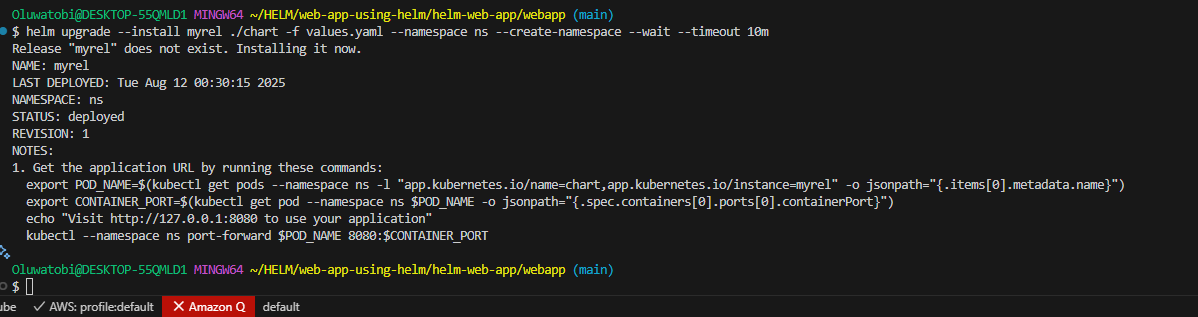 Oluwatobi@DESKTOP-55QMLD1 MINGW64 ~/HELM/web-app-using-helm/helm-web-app/webapp (main)
$ helm upgrade --install myrel ./chart -f values.yaml --namespace ns --create-namespace --wait --timeout 10m
Release "myrel" does not exist. Installing it now.
NAME: myrel
LAST DEPLOYED: Tue Aug 12 00:30:15 2025
NAMESPACE: ns
STATUS: deployed
REVISION: 1
NOTES:
1. Get the application URL by running these commands:
  export POD_NAME=$(kubectl get pods --namespace ns -l "app.kubernetes.io/name=chart,app.kubernetes.io/instance=myrel" -o jsonpath="{.items[0].metadata.name}")
  export CONTAINER_PORT=$(kubectl get pod --namespace ns $POD_NAME -o jsonpath="{.spec.containers[0].ports[0].containerPort}")
  echo "Visit http://127.0.0.1:8080 to use your application"
  kubectl --namespace ns port-forward $POD_NAME 8080:$CONTAINER_PORT
Oluwatobi@DESKTOP-55QMLD1 MINGW64 ~/HELM/web-app-using-helm/helm-web-app/webapp (main)
$
ube AWS: profile:default Amazon Q default